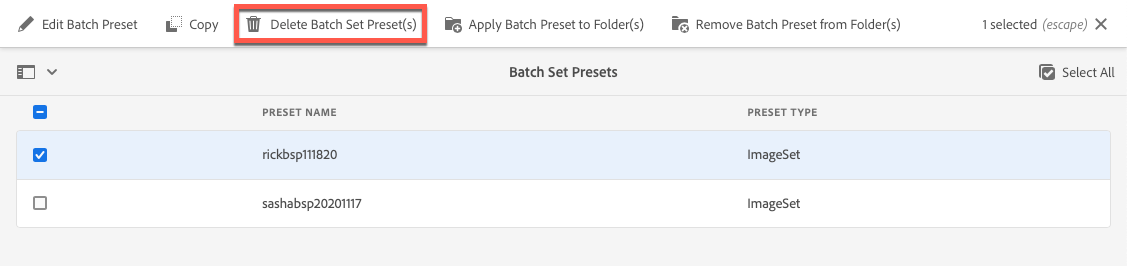 Edit Batch Preset Copy Delete Batch Set Preset(s) Apply Batch Preset to Folder(s) Remove Batch Preset from Folder(s) 1 selected (escape)
Batch Set Presets Select All
PRESET NAME PRESET TYPE
rickbsp111820 ImageSet
sashabsp20201117 ImageSet